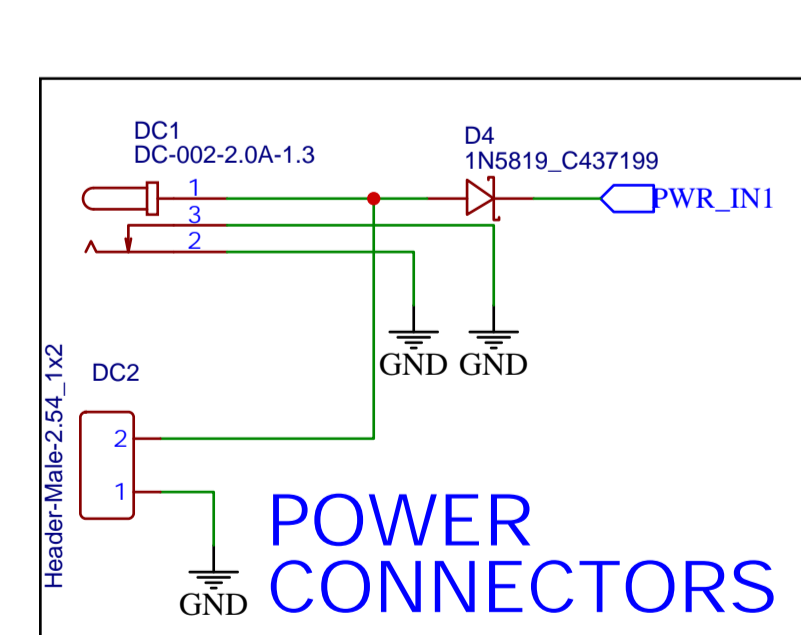 DC1
DC-002-2.0A-1.3
D4
1N5819_C437199
1
PWR_IN1
3
2
GND GND
DC2
Header-Male-2.54_1x2
2
1
GND
POWER
CONNECTORS